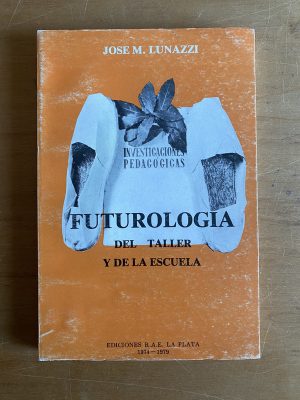 JOSE M. LUNAZZI
INVESTIGACIONES
PEDAGOGICAS
FUTUROLOGIA
DEL TALLER
Y DE LA ESCUELA
EDICIONES R.A.E. LA PLATA
1974-1979